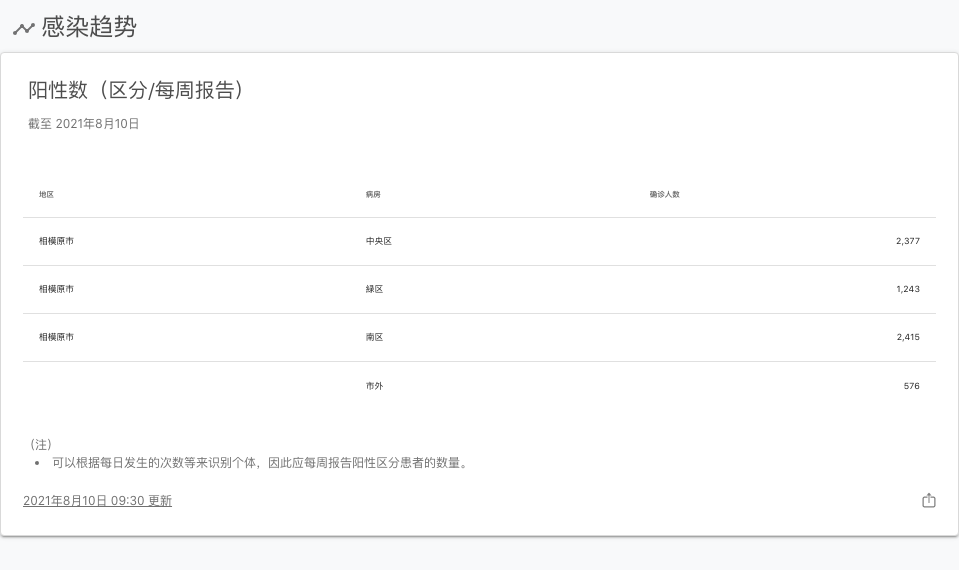 感染趋势
阳性数（区分/每周报告）
截至 2021年8月10日
地区 病房 确诊人数
相模原市 中央区 2,377
相模原市 緑区 1,243
相模原市 南区 2,415
市外 576
（注）
• 可以根据每日发生的次数等来识别个体，因此应每周报告阳性区分患者的数量。
2021年8月10日 09:30 更新